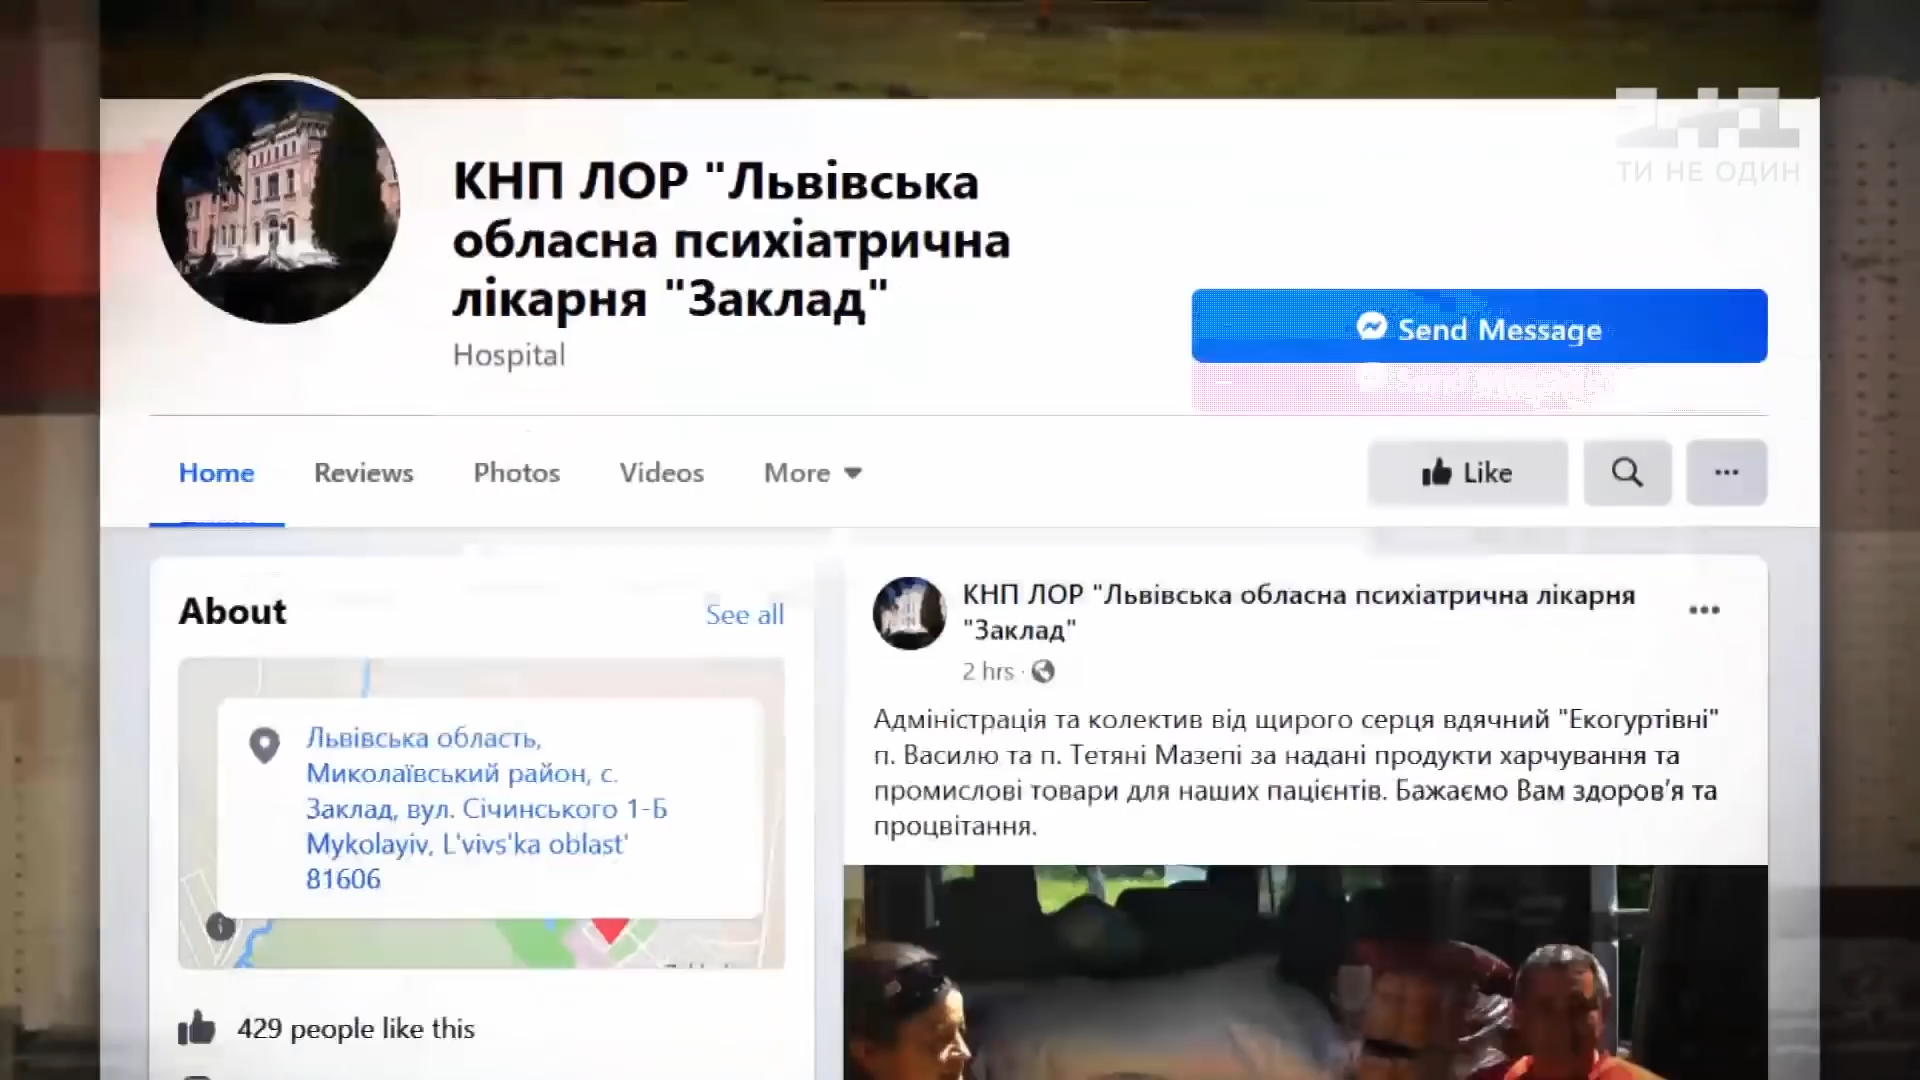 1+1
ТИ НЕ ОДИН
КНП ЛОР "Львівська
обласна психіатрична
лікарня "Заклад"
Hospital
Send Message
Home
Reviews
Photos
Videos
More
Like
About
See all
Львівська область,
Миколаївський район, с.
Заклад, вул. Січинського 1-Б
Mykolayiv, L'vivs'ka oblast'
81606
429 people like this
КНП ЛОР "Львівська обласна психіатрична лікарня
"Заклад"
2 hrs ·
Адміністрація та колектив від щирого серця вдячний "Екогуртівні"
п. Василю та п. Тетяні Мазепі за надані продукти харчування та
промислові товари для наших пацієнтів. Бажаємо Вам здоров'я та
процвітання.